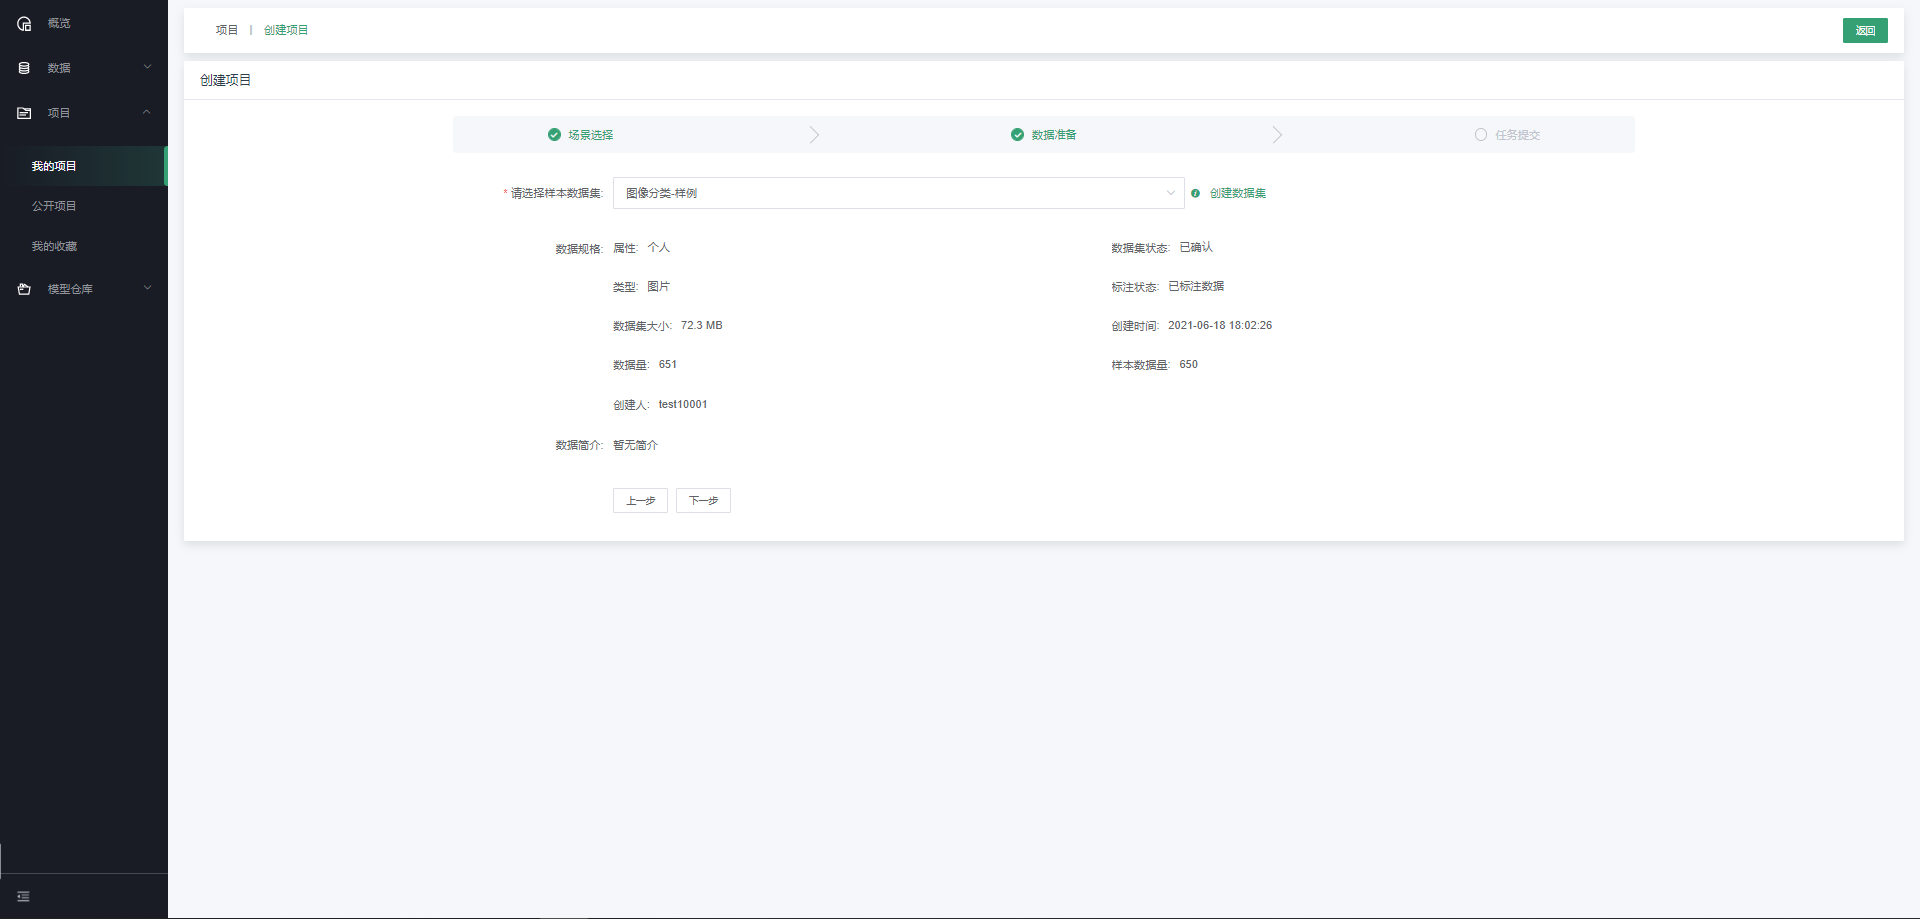 概览
数据
项目
我的项目
公开项目
我的收藏
模型仓库
项目 | 创建项目
返回
创建项目
场景选择
数据准备
任务提交
* 请选择样本数据集: 图像分类-样例 创建数据集
数据规格: 属性: 个人 数据集状态: 已确认
类型: 图片 标注状态: 已标注数据
数据集大小: 72.3 MB 创建时间: 2021-06-18 18:02:26
数据量: 651 样本数据量: 650
创建人: test10001
数据简介: 暂无简介
上一步 下一步